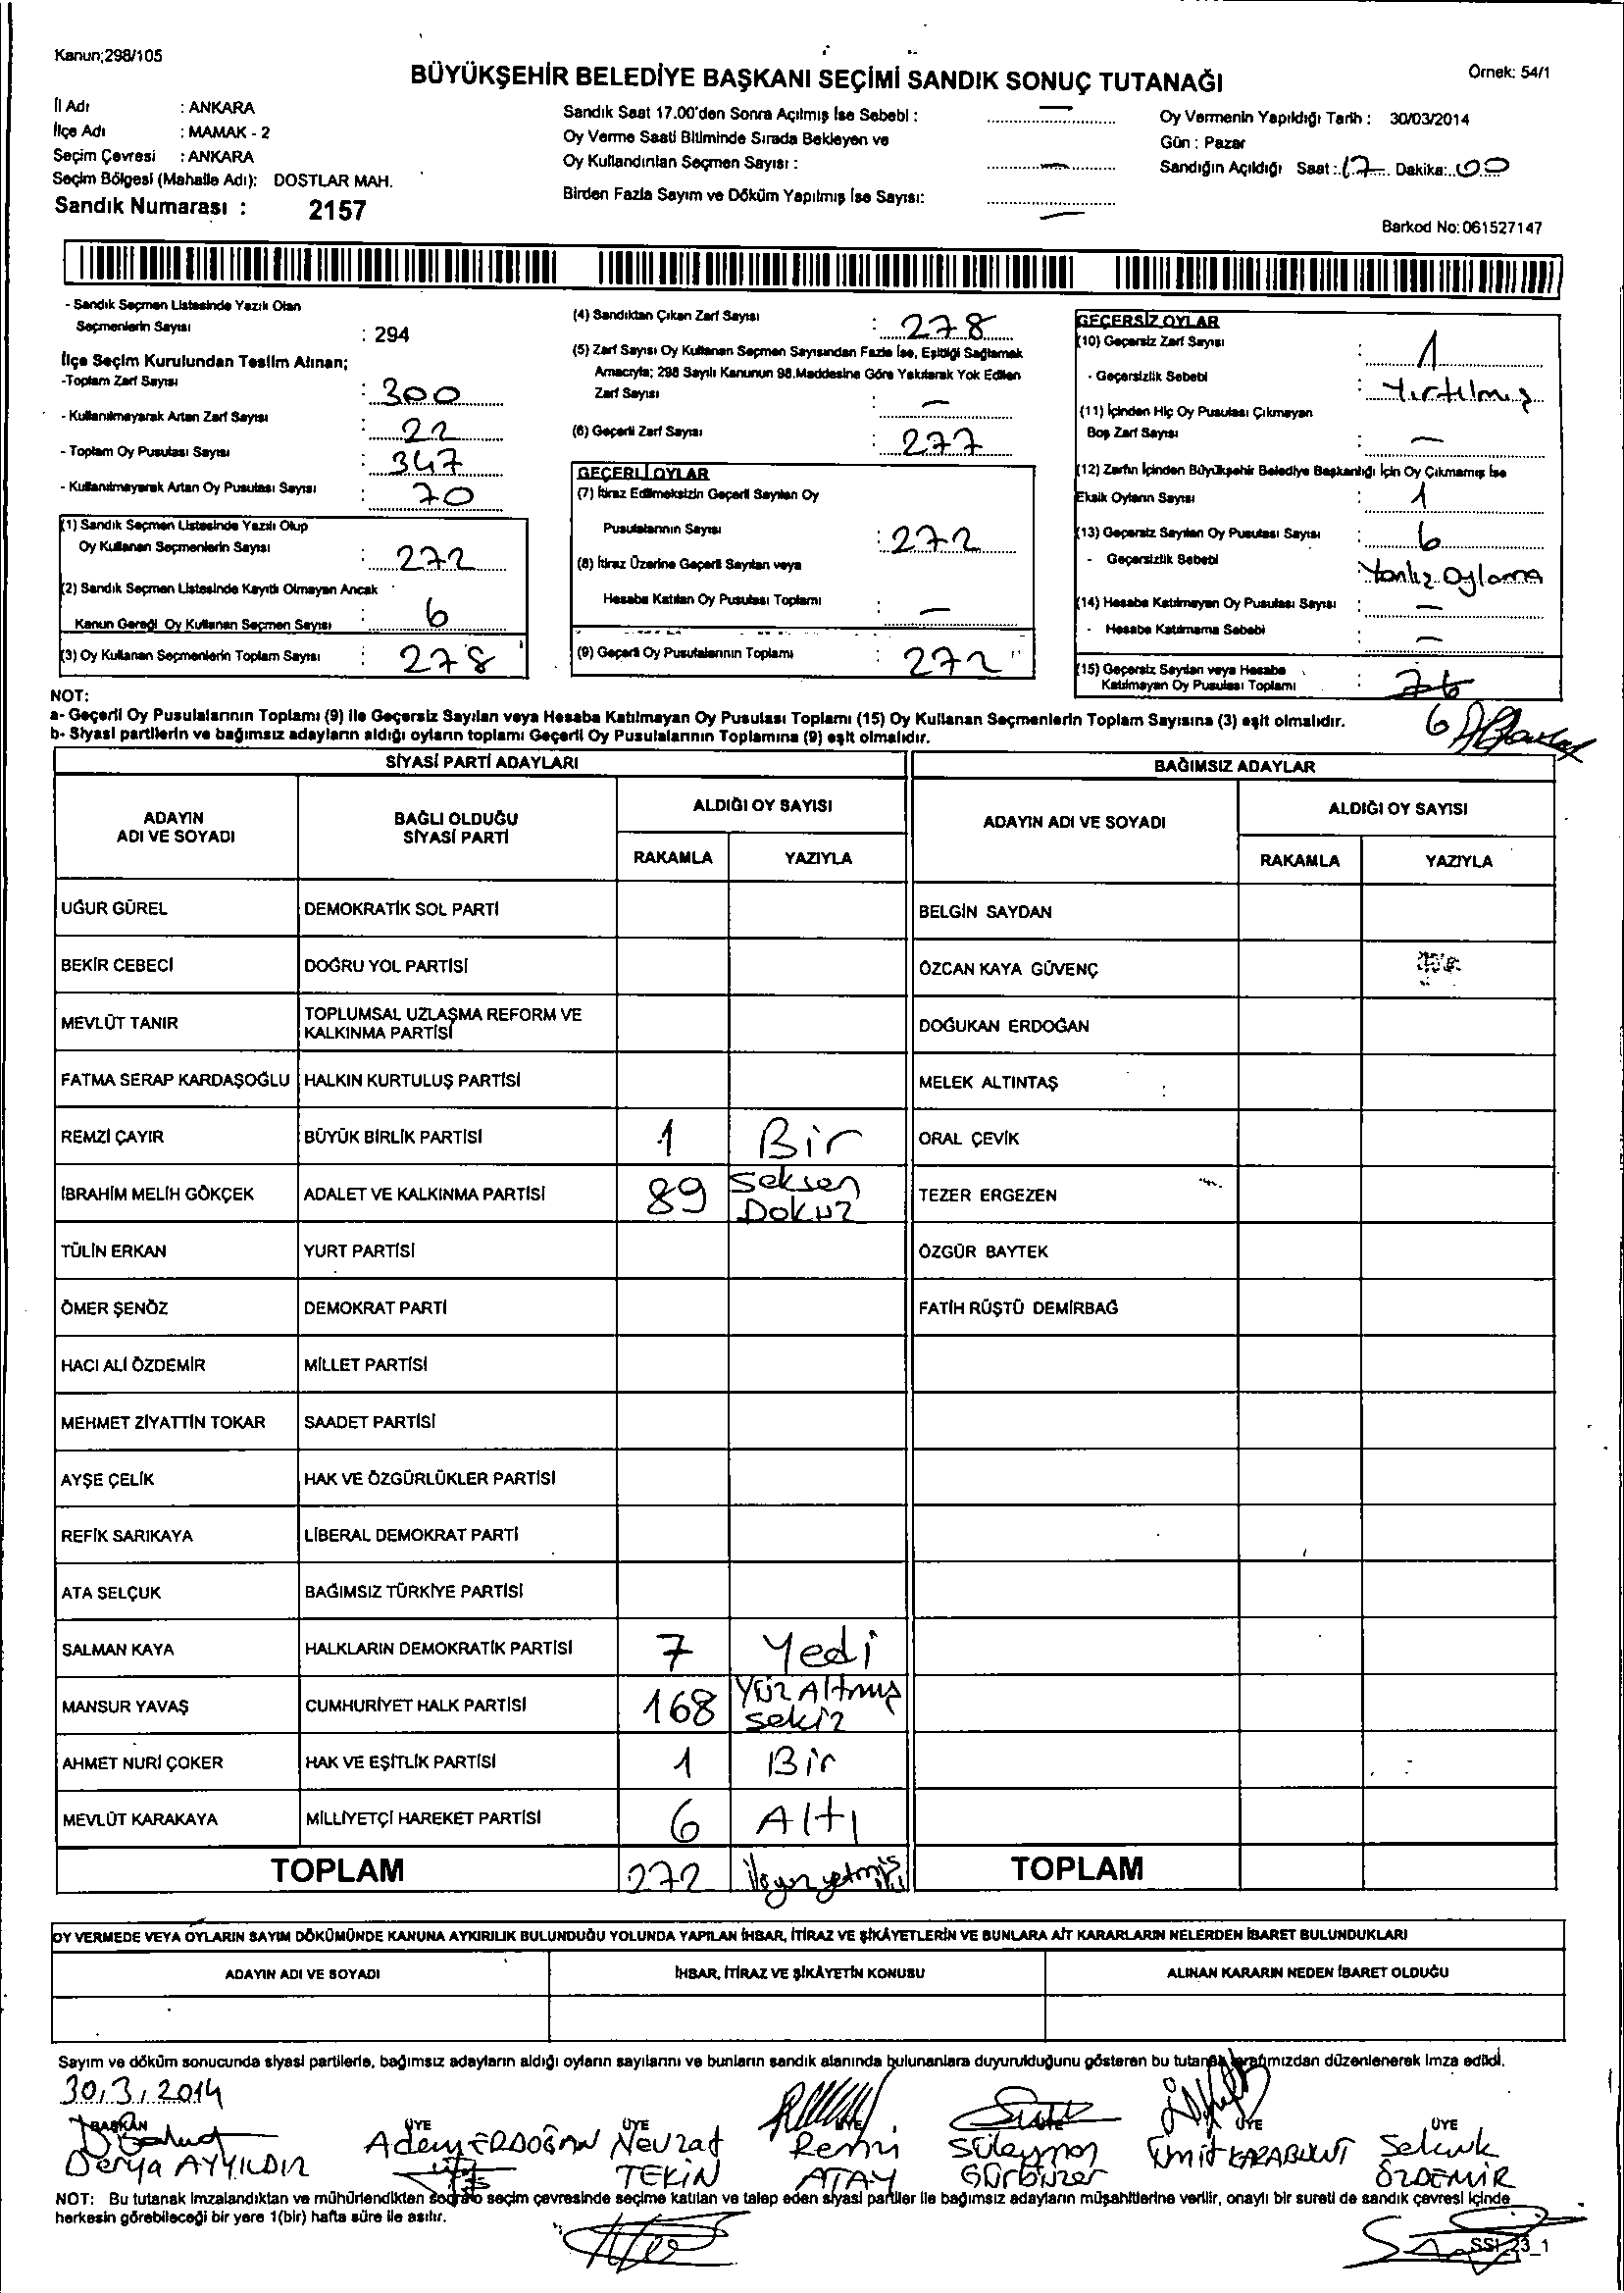 Kanun;298/105
BÜYÜKŞEHİR BELEDİYE BAŞKANI SEÇİMİ SANDIK SONUÇ TUTANAĞI
Örnek: 54/1
İl Adı : ANKARA
İlçe Adı : MAMAK - 2
Seçim Çevresi : ANKARA
Seçim Bölgesi (Mahalle Adı): DOSTLAR MAH.
Sandık Numarası : 2157
Sandık Saat 17.00'den Sonra Açılmış İse Sebebi : —
Oy Verme Saati Bitiminde Sırada Bekleyen ve
Oy Kullandırılan Seçmen Sayısı : —
Birden Fazla Sayım ve Döküm Yapılmış İse Sayısı: —
Oy Vermenin Yapıldığı Tarih : 30/03/2014
Gün : Pazar
Sandığın Açıldığı Saat : 17 Dakika: 00
Barkod No: 061527147
- Sandık Seçmen Listesinde Yazılı Olan
Seçmenlerin Sayısı : 294
İlçe Seçim Kurulundan Teslim Alınan;
-Toplam Zarf Sayısı : 300
- Kullanılmayarak Artan Zarf Sayısı : 22
- Toplam Oy Pusulası Sayısı : 347
- Kullanılmayarak Artan Oy Pusulası Sayısı : 70
(1) Sandık Seçmen Listesinde Yazılı Olup
Oy Kullanan Seçmenlerin Sayısı : 272
(2) Sandık Seçmen Listesinde Kayıtlı Olmayan Ancak
Kanun Gereği Oy Kullanan Seçmen Sayısı : 6
(3) Oy Kullanan Seçmenlerin Toplam Sayısı : 278
(4) Sandıktan Çıkan Zarf Sayısı : 278
(5) Zarf Sayısı Oy Kullanan Seçmen Sayısından Fazla İse, Eşitliği Sağlamak
Amacıyla; 298 Sayılı Kanunun 98.Maddesine Göre Yakılarak Yok Edilen
Zarf Sayısı : —
(6) Geçerli Zarf Sayısı : 277
GEÇERLİ OYLAR
(7) İtiraz Edilmeksizin Geçerli Sayılan Oy
Pusulalarının Sayısı : 272
(8) İtiraz Üzerine Geçerli Sayılan veya
Hesaba Katılan Oy Pusulası Toplamı : —
(9) Geçerli Oy Pusulalarının Toplamı : 272
GEÇERSİZ OYLAR
(10) Geçersiz Zarf Sayısı : 1
- Geçersizlik Sebebi : Yırtılmış
(11) İçinden Hiç Oy Pusulası Çıkmayan
Boş Zarf Sayısı : —
(12) Zarfın İçinden Büyükşehir Belediye Başkanlığı İçin Oy Çıkmamış İse
Eksik Oyların Sayısı : 1
(13) Geçersiz Sayılan Oy Pusulası Sayısı : 6
- Geçersizlik Sebebi : Yanlız Oylama
(14) Hesaba Katılmayan Oy Pusulası Sayısı : —
- Hesaba Katılmama Sebebi : —
(15) Geçersiz Sayılan veya Hesaba
Katılmayan Oy Pusulası Toplamı :
6
NOT:
a- Geçerli Oy Pusulalarının Toplamı (9) ile Geçersiz Sayılan veya Hesaba Katılmayan Oy Pusulası Toplamı (15) Oy Kullanan Seçmenlerin Toplam Sayısına (3) eşit olmalıdır.
b- Siyasi partilerin ve bağımsız adayların aldığı oyların toplamı Geçerli Oy Pusulalarının Toplamına (9) eşit olmalıdır.
SİYASİ PARTİ ADAYLARI BAĞIMSIZ ADAYLAR
ADAYIN ADI VE SOYADI BAĞLI OLDUĞU SİYASİ PARTİ ALDIĞI OY SAYISI ADAYIN ADI VE SOYADI ALDIĞI OY SAYISI
RAKAMLA YAZIYLA RAKAMLA YAZIYLA
UĞUR GÜREL DEMOKRATİK SOL PARTİ BELGİN SAYDAN
BEKİR CEBECİ DOĞRU YOL PARTİSİ ÖZCAN KAYA GÜVENÇ
MEVLÜT TANIR TOPLUMSAL UZLAŞMA REFORM VE KALKINMA PARTİSİ DOĞUKAN ERDOĞAN
FATMA SERAP KARDAŞOĞLU HALKIN KURTULUŞ PARTİSİ MELEK ALTINTAŞ
REMZİ ÇAYIR BÜYÜK BİRLİK PARTİSİ 1 Bir ORAL ÇEVİK
İBRAHİM MELİH GÖKÇEK ADALET VE KALKINMA PARTİSİ 89 Seksen Dokuz TEZER ERGEZEN
TÜLİN ERKAN YURT PARTİSİ ÖZGÜR BAYTEK
ÖMER ŞENÖZ DEMOKRAT PARTİ FATİH RÜŞTÜ DEMİRBAĞ
HACI ALİ ÖZDEMİR MİLLET PARTİSİ
MEHMET ZİYATTİN TOKAR SAADET PARTİSİ
AYŞE ÇELİK HAK VE ÖZGÜRLÜKLER PARTİSİ
REFİK SARIKAYA LİBERAL DEMOKRAT PARTİ
ATA SELÇUK BAĞIMSIZ TÜRKİYE PARTİSİ
SALMAN KAYA HALKLARIN DEMOKRATİK PARTİSİ 7 Yedi
MANSUR YAVAŞ CUMHURİYET HALK PARTİSİ 168 Yüz Altmış sekiz
AHMET NURİ ÇOKER HAK VE EŞİTLİK PARTİSİ 1 Bir
MEVLÜT KARAKAYA MİLLİYETÇİ HAREKET PARTİSİ 6 Altı
TOPLAM 272 TOPLAM
OY VERMEDE VEYA OYLARIN SAYIM DÖKÜMÜNDE KANUNA AYKIRILIK BULUNDUĞU YOLUNDA YAPILAN İHBAR, İTİRAZ VE ŞİKÂYETLERİN VE BUNLARA AİT KARARLARIN NELERDEN İBARET BULUNDUKLARI
ADAYIN ADI VE SOYADI İHBAR, İTİRAZ VE ŞİKÂYETİN KONUSU ALINAN KARARIN NEDEN İBARET OLDUĞU
Sayım ve döküm sonucunda siyasi partilerle, bağımsız adayların aldığı oyların sayılarını ve bunların sandık alanında bulunanlara duyurulduğunu gösteren bu tutanak tarafımızdan düzenlenerek imza edildi.
30.3.2014
BAŞKAN ÜYE ÜYE ÜYE ÜYE ÜYE
Derya AYYILDIZ Adem ERDOĞAN Nevzat TEKİN Remzi ATAY Süleyman Gürbüzer Ümit KARABULUT Selçuk ÖZDEMİR
NOT: Bu tutanak imzalandıktan ve mühürlendikten sonra o seçim çevresinde seçime katılan ve talep eden siyasi partiler ile bağımsız adayların müşahitlerine verilir, onaylı bir sureti de sandık çevresi içinde
herkesin görebileceği bir yere 1(bir) hafta süre ile asılır.
SSI_23_1